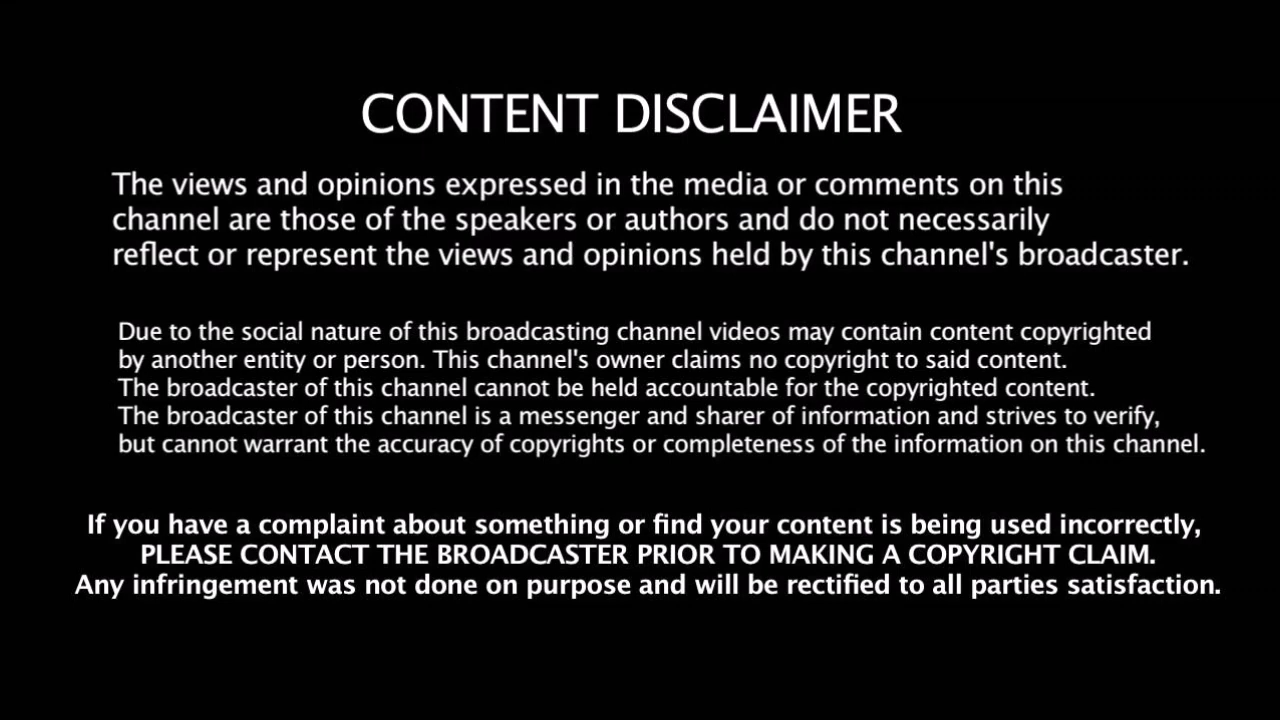 CONTENT DISCLAIMER
The views and opinions expressed in the media or comments on this
channel are those of the speakers or authors and do not necessarily
reflect or represent the views and opinions held by this channel's broadcaster.
Due to the social nature of this broadcasting channel videos may contain content copyrighted
by another entity or person. This channel's owner claims no copyright to said content.
The broadcaster of this channel cannot be held accountable for the copyrighted content.
The broadcaster of this channel is a messenger and sharer of information and strives to verify,
but cannot warrant the accuracy of copyrights or completeness of the information on this channel.
If you have a complaint about something or find your content is being used incorrectly,
PLEASE CONTACT THE BROADCASTER PRIOR TO MAKING A COPYRIGHT CLAIM.
Any infringement was not done on purpose and will be rectified to all parties satisfaction.